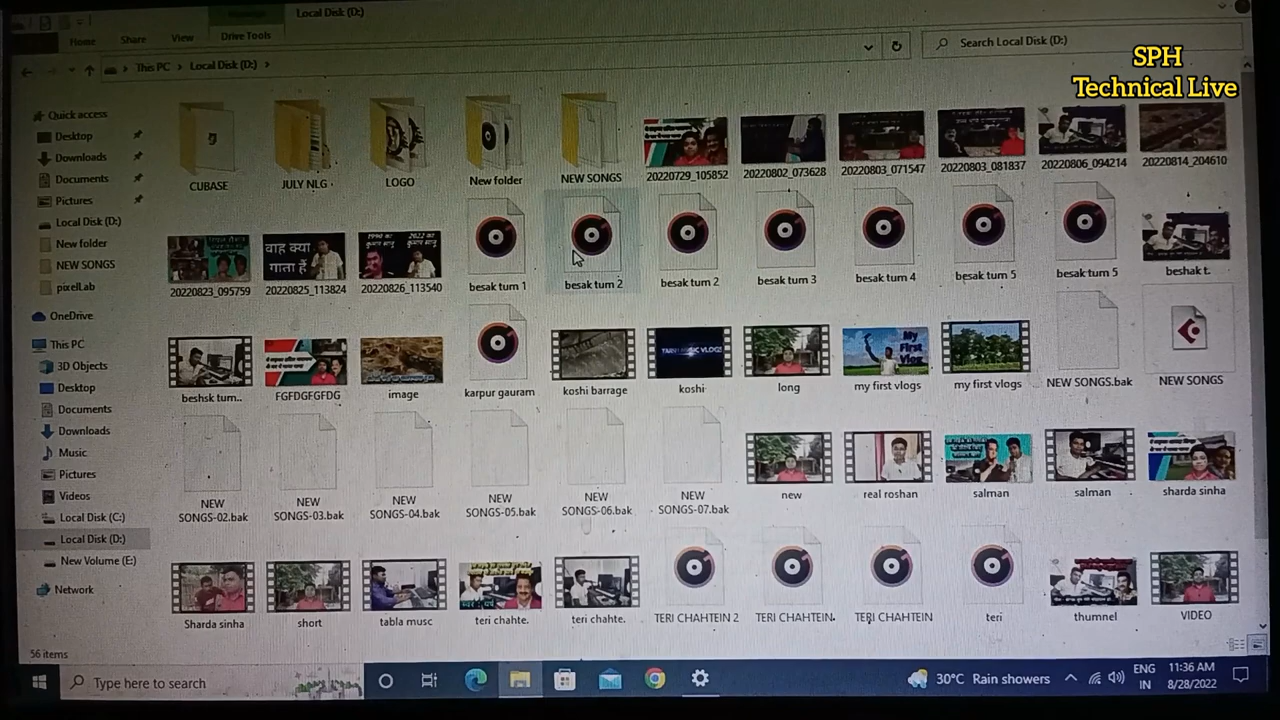 Local Disk (D:)
Home Share View Drive Tools
This PC > Local Disk (D:) >
Search Local Disk (D:)
SPH
Technical Live
Quick access
Desktop
Downloads
Documents
Pictures
Local Disk (D:)
New folder
NEW SONGS
pixelLab
OneDrive
This PC
3D Objects
Desktop
Documents
Downloads
Music
Pictures
Videos
Local Disk (C:)
Local Disk (D:)
New Volume (E:)
Network
CUBASE JULY NLG LOGO New folder NEW SONGS 20220729_105852 20220802_073628 20220803_071547 20220803_081837 20220806_094214 20220814_204610
वाह क्या
गाता हैं
1990 का
कुमार सानू
2022 का
कुमार सानू
20220823_095759 20220825_113824 20220826_113540 besak tum 1 besak tum 2 besak tum 2 besak tum 3 besak tum 4 besak tum 5 besak tum 5 beshak t.
TARUN MUSIC VLOGS
My
First
Vlog
beshsk tum.. FGFDGFGFDG image karpur gauram koshi barrage koshi long my first vlogs my first vlogs NEW SONGS.bak NEW SONGS
NEW SONGS-02.bak NEW SONGS-03.bak NEW SONGS-04.bak NEW SONGS-05.bak NEW SONGS-06.bak NEW SONGS-07.bak new real roshan salman salman sharda sinha
Sharda sinha short tabla musc teri chahte. teri chahte. TERI CHAHTEIN 2 TERI CHAHTEIN. TERI CHAHTEIN teri thumnel VIDEO
56 items
Type here to search
30°C Rain showers
ENG
IN
11:36 AM
8/28/2022